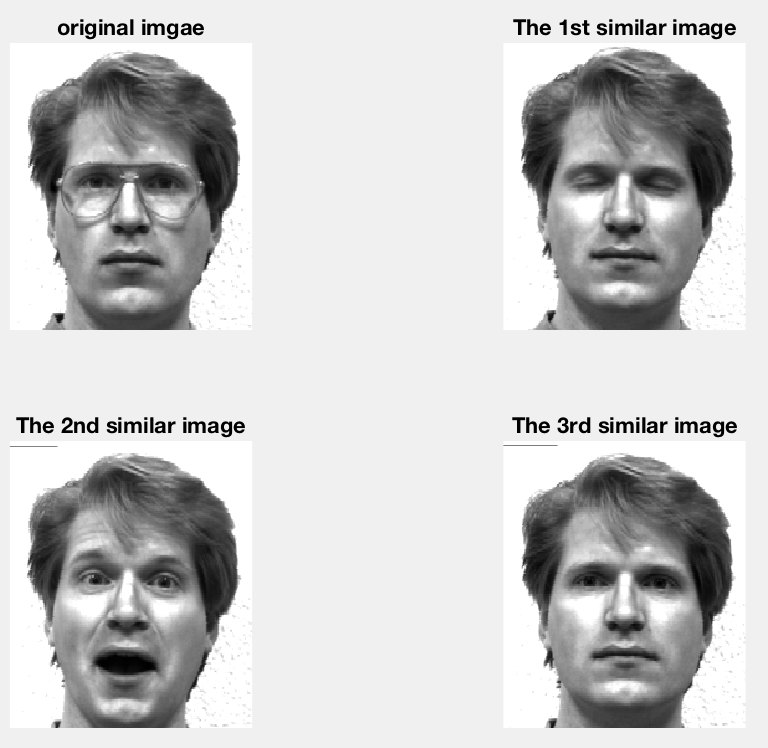 original imgae
The 1st similar image
The 2nd similar image
The 3rd similar image